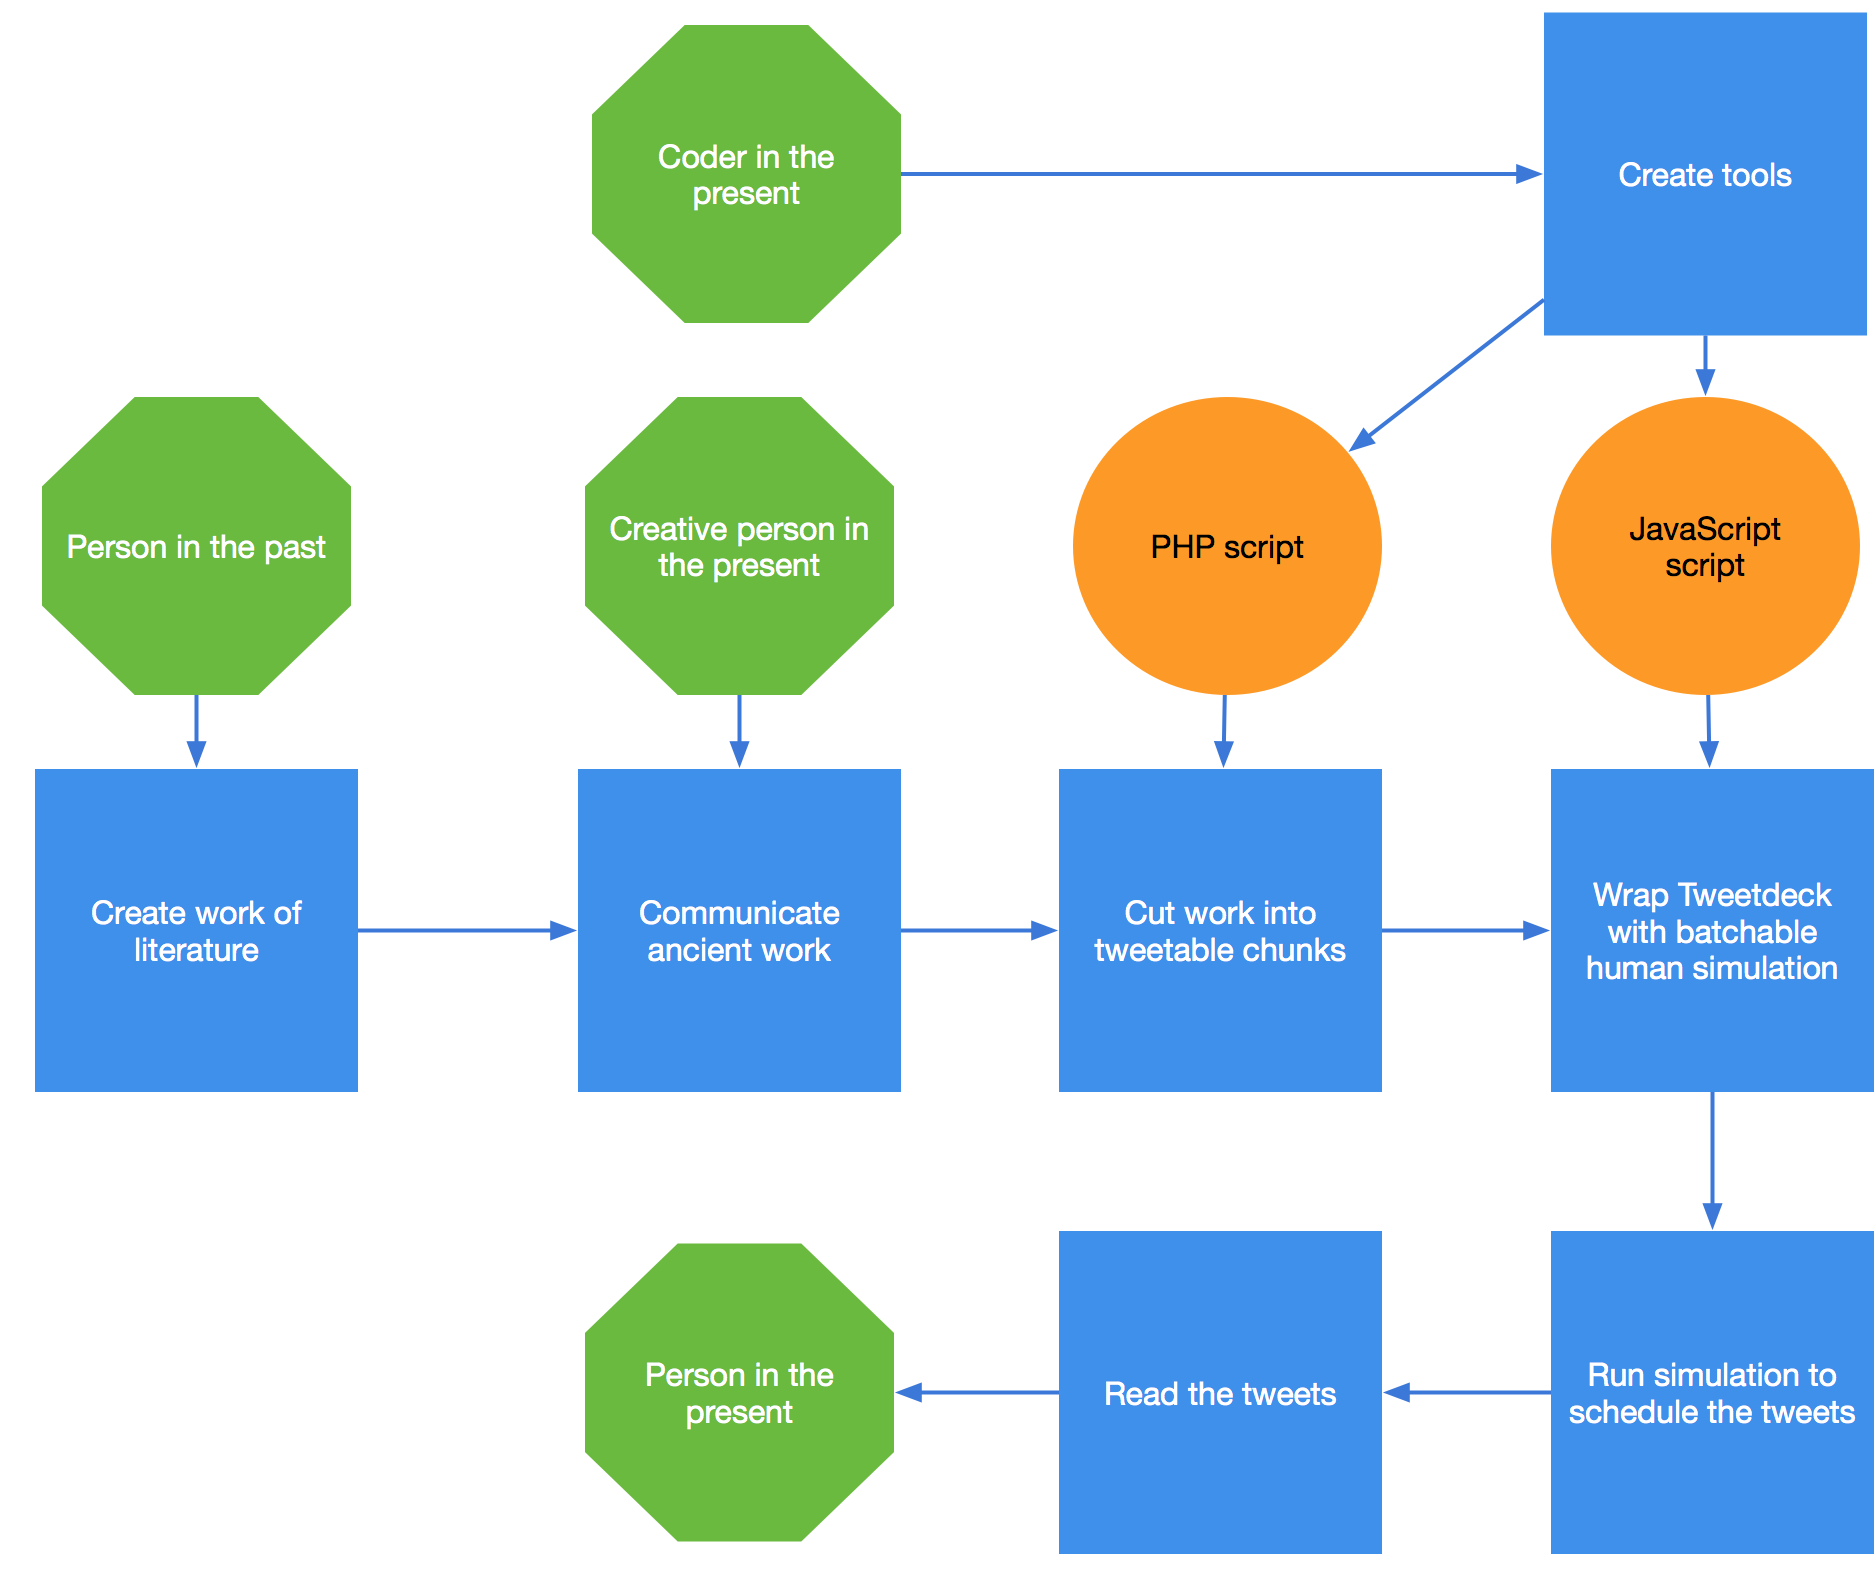 Coder in the
present
Create tools
Person in the past
Creative person in
the present
PHP script
JavaScript
script
Create work of
literature
Communicate
ancient work
Cut work into
tweetable chunks
Wrap Tweetdeck
with batchable
human simulation
Person in the
present
Read the tweets
Run simulation to
schedule the tweets